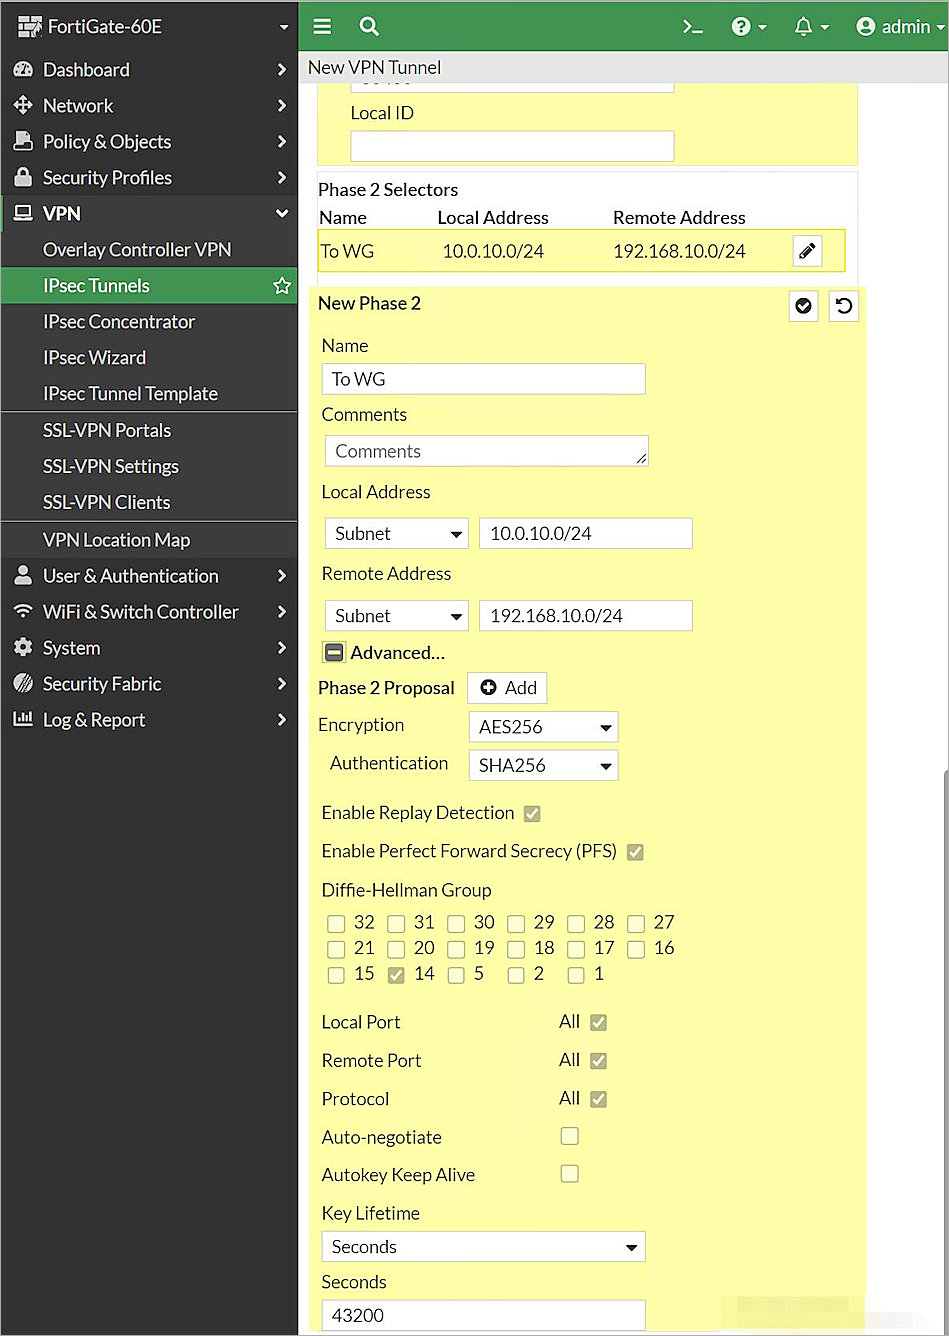 FortiGate-60E
admin
Dashboard
Network
Policy & Objects
Security Profiles
VPN
Overlay Controller VPN
IPsec Tunnels
IPsec Concentrator
IPsec Wizard
IPsec Tunnel Template
SSL-VPN Portals
SSL-VPN Settings
SSL-VPN Clients
VPN Location Map
User & Authentication
WiFi & Switch Controller
System
Security Fabric
Log & Report
New VPN Tunnel
Local ID
Phase 2 Selectors
Name Local Address Remote Address
To WG 10.0.10.0/24 192.168.10.0/24
New Phase 2
Name
To WG
Comments
Comments
Local Address
Subnet 10.0.10.0/24
Remote Address
Subnet 192.168.10.0/24
Advanced...
Phase 2 Proposal Add
Encryption AES256
Authentication SHA256
Enable Replay Detection
Enable Perfect Forward Secrecy (PFS)
Diffie-Hellman Group
32 31 30 29 28 27
21 20 19 18 17 16
15 14 5 2 1
Local Port All
Remote Port All
Protocol All
Auto-negotiate
Autokey Keep Alive
Key Lifetime
Seconds
Seconds
43200